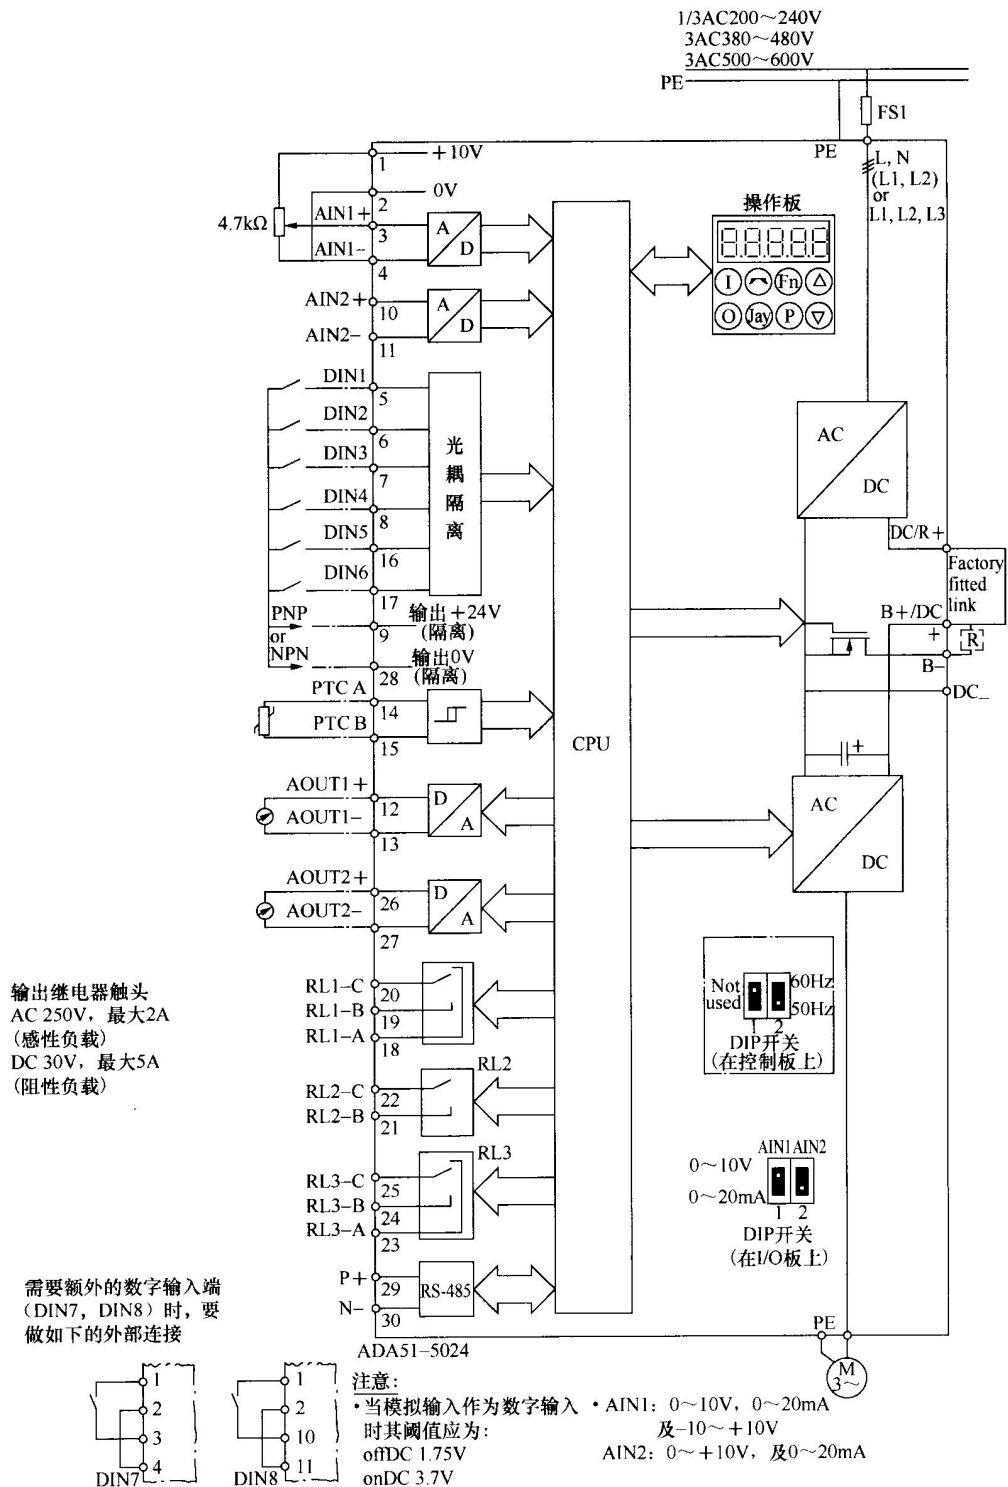 1/3AC200～240V
3AC380～480V
3AC500～600V
PE
FS1
PE
L, N
(L1, L2)
or
L1, L2, L3
1
+10V
2
0V
4.7kΩ
AIN1+
3
AIN1-
4
A
D
AIN2+
10
AIN2-
11
A
D
操作板
I
Fn
O
Jay
P
DIN1
5
DIN2
6
DIN3
7
DIN4
8
DIN5
16
DIN6
17
光耦隔离
PNP
or
NPN
9
输出+24V
(隔离)
28
输出0V
(隔离)
PTC A
14
PTC B
15
CPU
AC
DC
DC/R+
Factory
fitted
link
B+/DC
+
R
B-
DC_
+
AC
DC
AOUT1+
12
AOUT1-
13
D
A
AOUT2+
26
AOUT2-
27
D
A
输出继电器触头
AC 250V，最大2A
(感性负载)
DC 30V，最大5A
(阻性负载)
RL1-C
20
RL1-B
19
RL1-A
18
RL2
RL2-C
22
RL2-B
21
RL3
RL3-C
25
RL3-B
24
RL3-A
23
P+
29
N-
30
RS-485
Not
used
60Hz
50Hz
1 2
DIP开关
(在控制板上)
AIN1 AIN2
0～10V
0～20mA
1 2
DIP开关
(在I/O板上)
PE
M
3～
ADA51-5024
需要额外的数字输入端
(DIN7，DIN8)时，要
做如下的外部连接
1
2
3
4
DIN7
1
2
10
11
DIN8
注意：
·当模拟输入作为数字输入
时其阈值应为：
offDC 1.75V
onDC 3.7V
·AIN1：0～10V，0～20mA
及-10～+10V
AIN2：0～+10V，及0～20mA